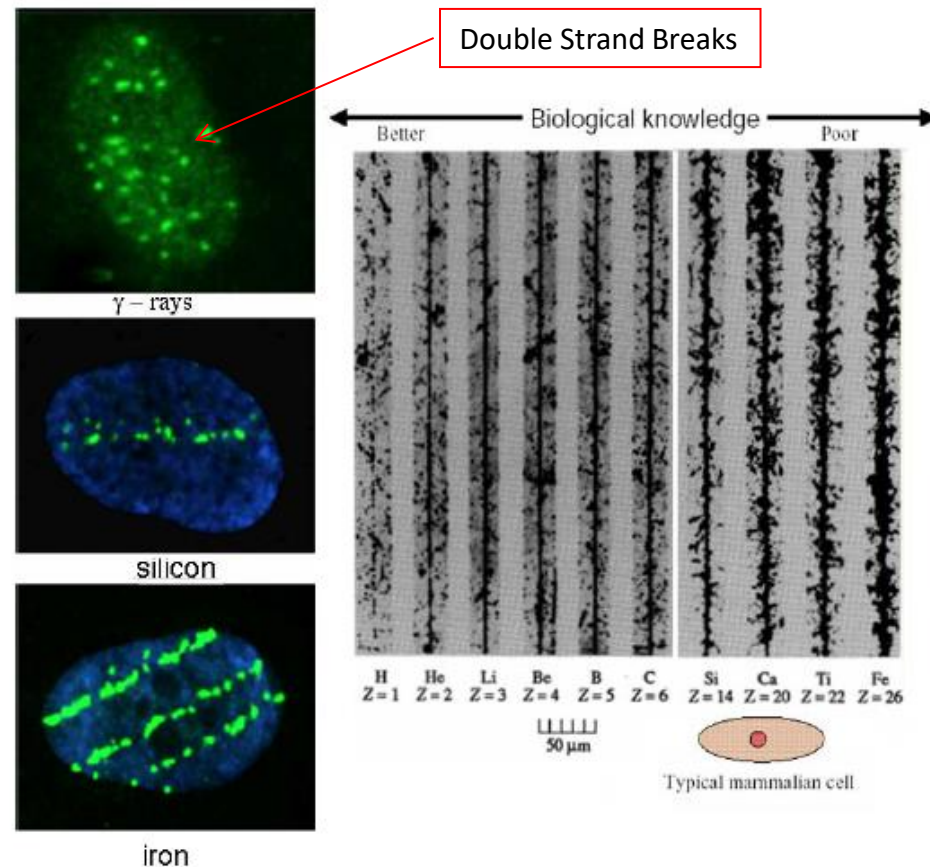 Double Strand Breaks
Biological knowledge
Better
Poor
γ – rays
silicon
iron
H He Li Be B C Si Ca Ti Fe
Z=1 Z=2 Z=3 Z=4 Z=5 Z=6 Z=14 Z=20 Z=22 Z=26
50 μm
Typical mammalian cell